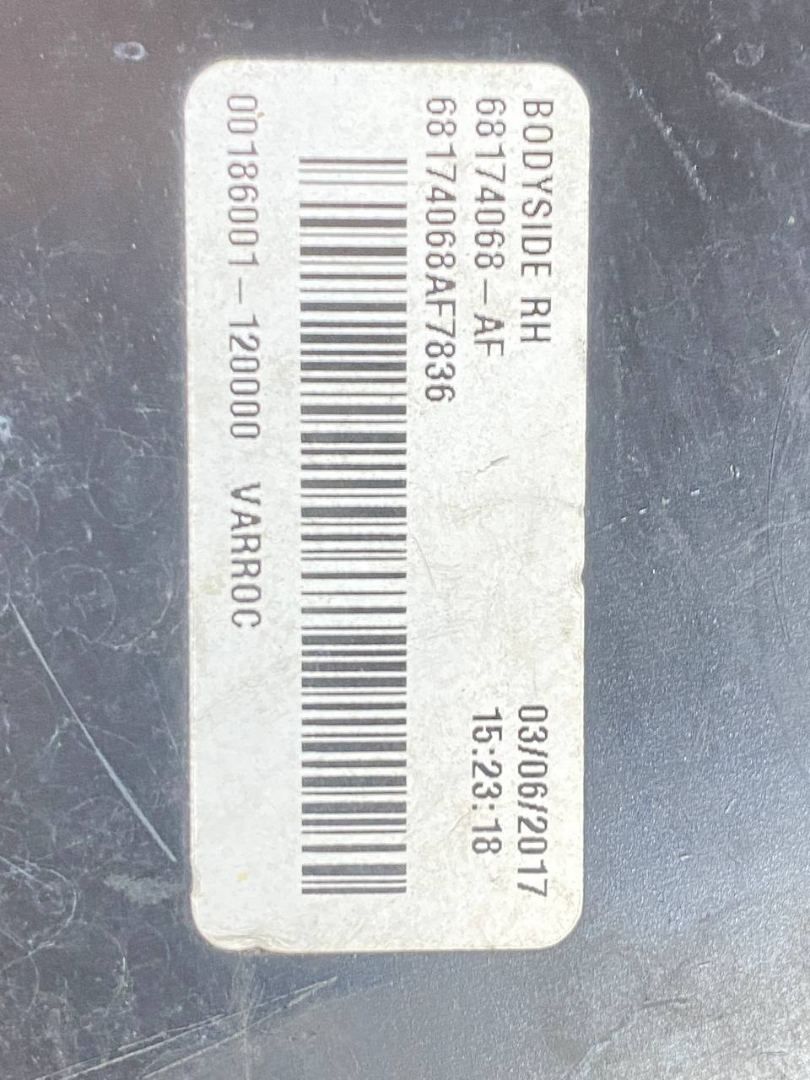 BODYSIDE RH 03/06/2017
68174068-AF 15:23:18
68174068AF7836
00186001-120000 VARROC